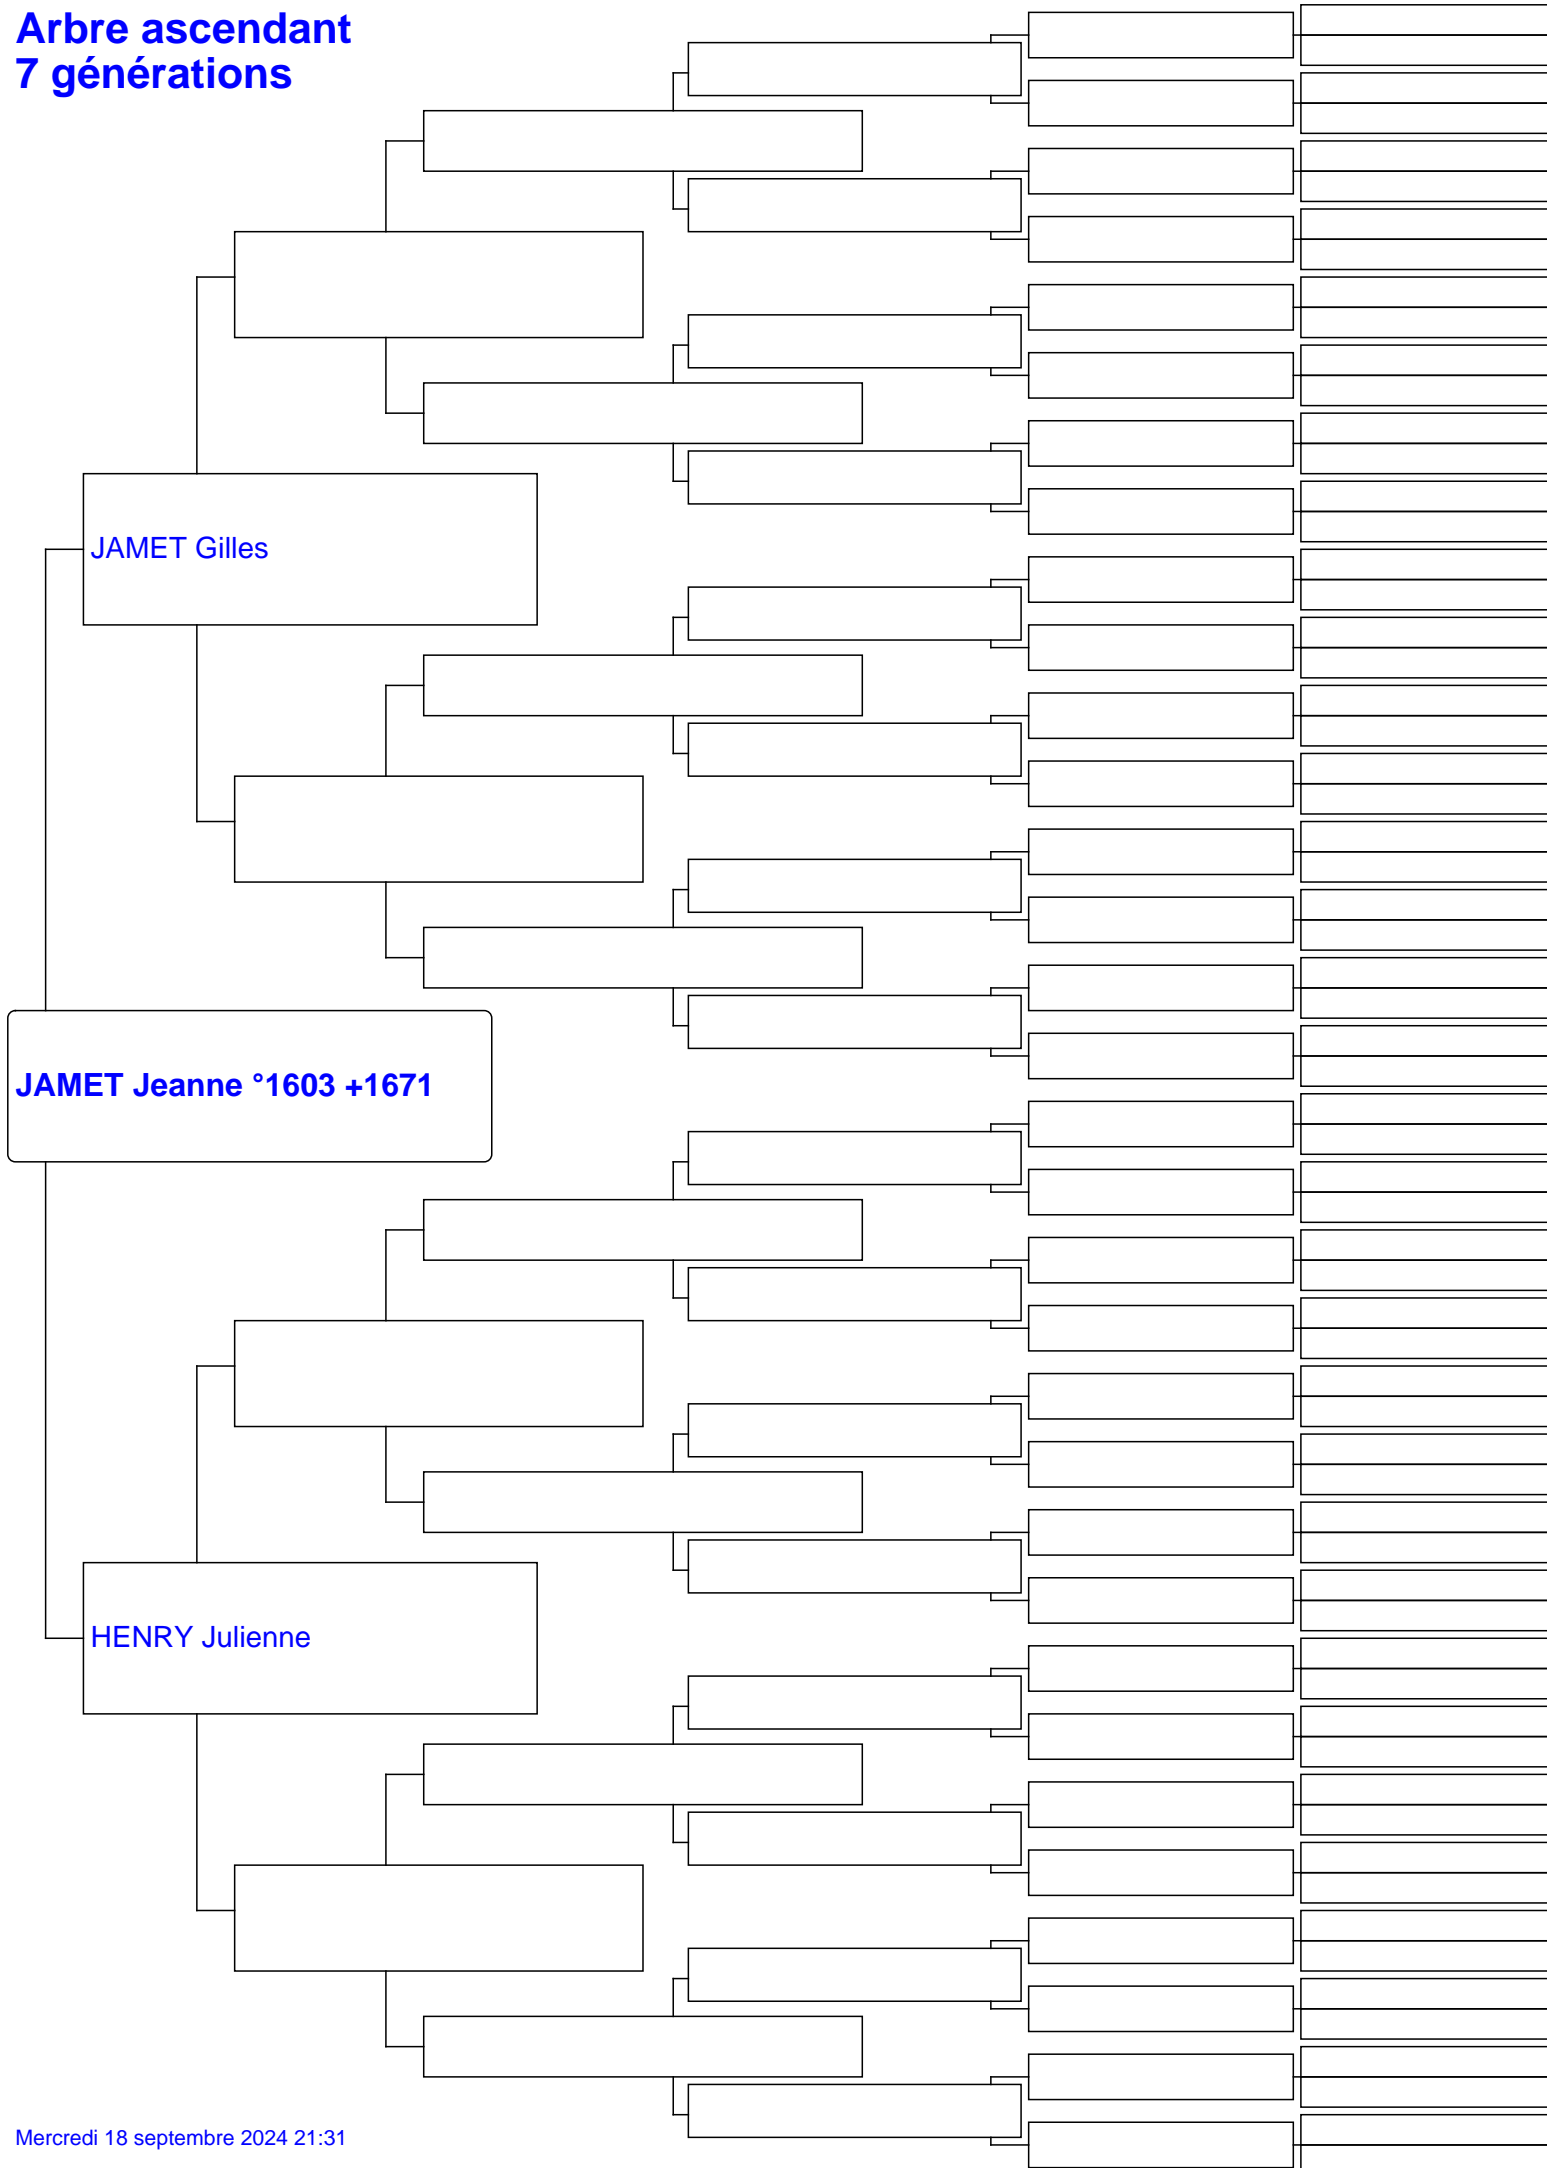 Arbre ascendant
7 générations
JAMET Gilles
JAMET Jeanne °1603 +1671
HENRY Julienne
Mercredi 18 septembre 2024 21:31